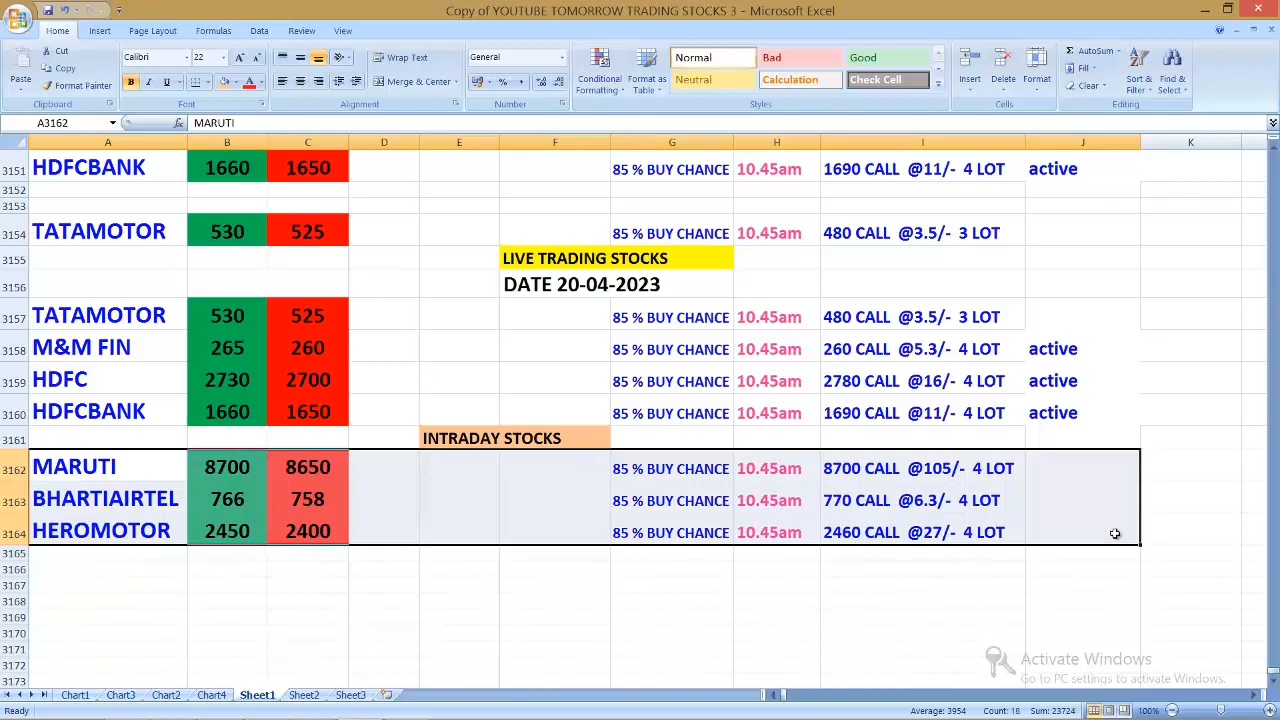 Copy of YOUTUBE TOMORROW TRADING STOCKS 3 - Microsoft Excel
Home Insert Page Layout Formulas Data Review View
Paste Cut Copy Format Painter Clipboard
Calibri 22 B I U Font
Wrap Text Merge & Center Alignment
General Number
Conditional Formatting Format as Table Normal Bad Good Neutral Calculation Check Cell Styles
Insert Delete Format Cells
AutoSum Fill Clear Sort & Filter Find & Select Editing
A3162 fx MARUTI
A B C D E F G H I J K
3151 HDFCBANK 1660 1650 85 % BUY CHANCE 10.45am 1690 CALL @11/- 4 LOT active
3152
3153
3154 TATAMOTOR 530 525 85 % BUY CHANCE 10.45am 480 CALL @3.5/- 3 LOT
3155 LIVE TRADING STOCKS
3156 DATE 20-04-2023
3157 TATAMOTOR 530 525 85 % BUY CHANCE 10.45am 480 CALL @3.5/- 3 LOT
3158 M&M FIN 265 260 85 % BUY CHANCE 10.45am 260 CALL @5.3/- 4 LOT active
3159 HDFC 2730 2700 85 % BUY CHANCE 10.45am 2780 CALL @16/- 4 LOT active
3160 HDFCBANK 1660 1650 85 % BUY CHANCE 10.45am 1690 CALL @11/- 4 LOT active
3161 INTRADAY STOCKS
3162 MARUTI 8700 8650 85 % BUY CHANCE 10.45am 8700 CALL @105/- 4 LOT
3163 BHARTIAIRTEL 766 758 85 % BUY CHANCE 10.45am 770 CALL @6.3/- 4 LOT
3164 HEROMOTOR 2450 2400 85 % BUY CHANCE 10.45am 2460 CALL @27/- 4 LOT
3165
3166
3167
3168
3169
3170
3171
3172
3173
Activate Windows
Go to PC settings to activate Windows.
Chart1 Chart3 Chart2 Chart4 Sheet1 Sheet2 Sheet3
Ready Average: 3954 Count: 18 Sum: 23724 100%